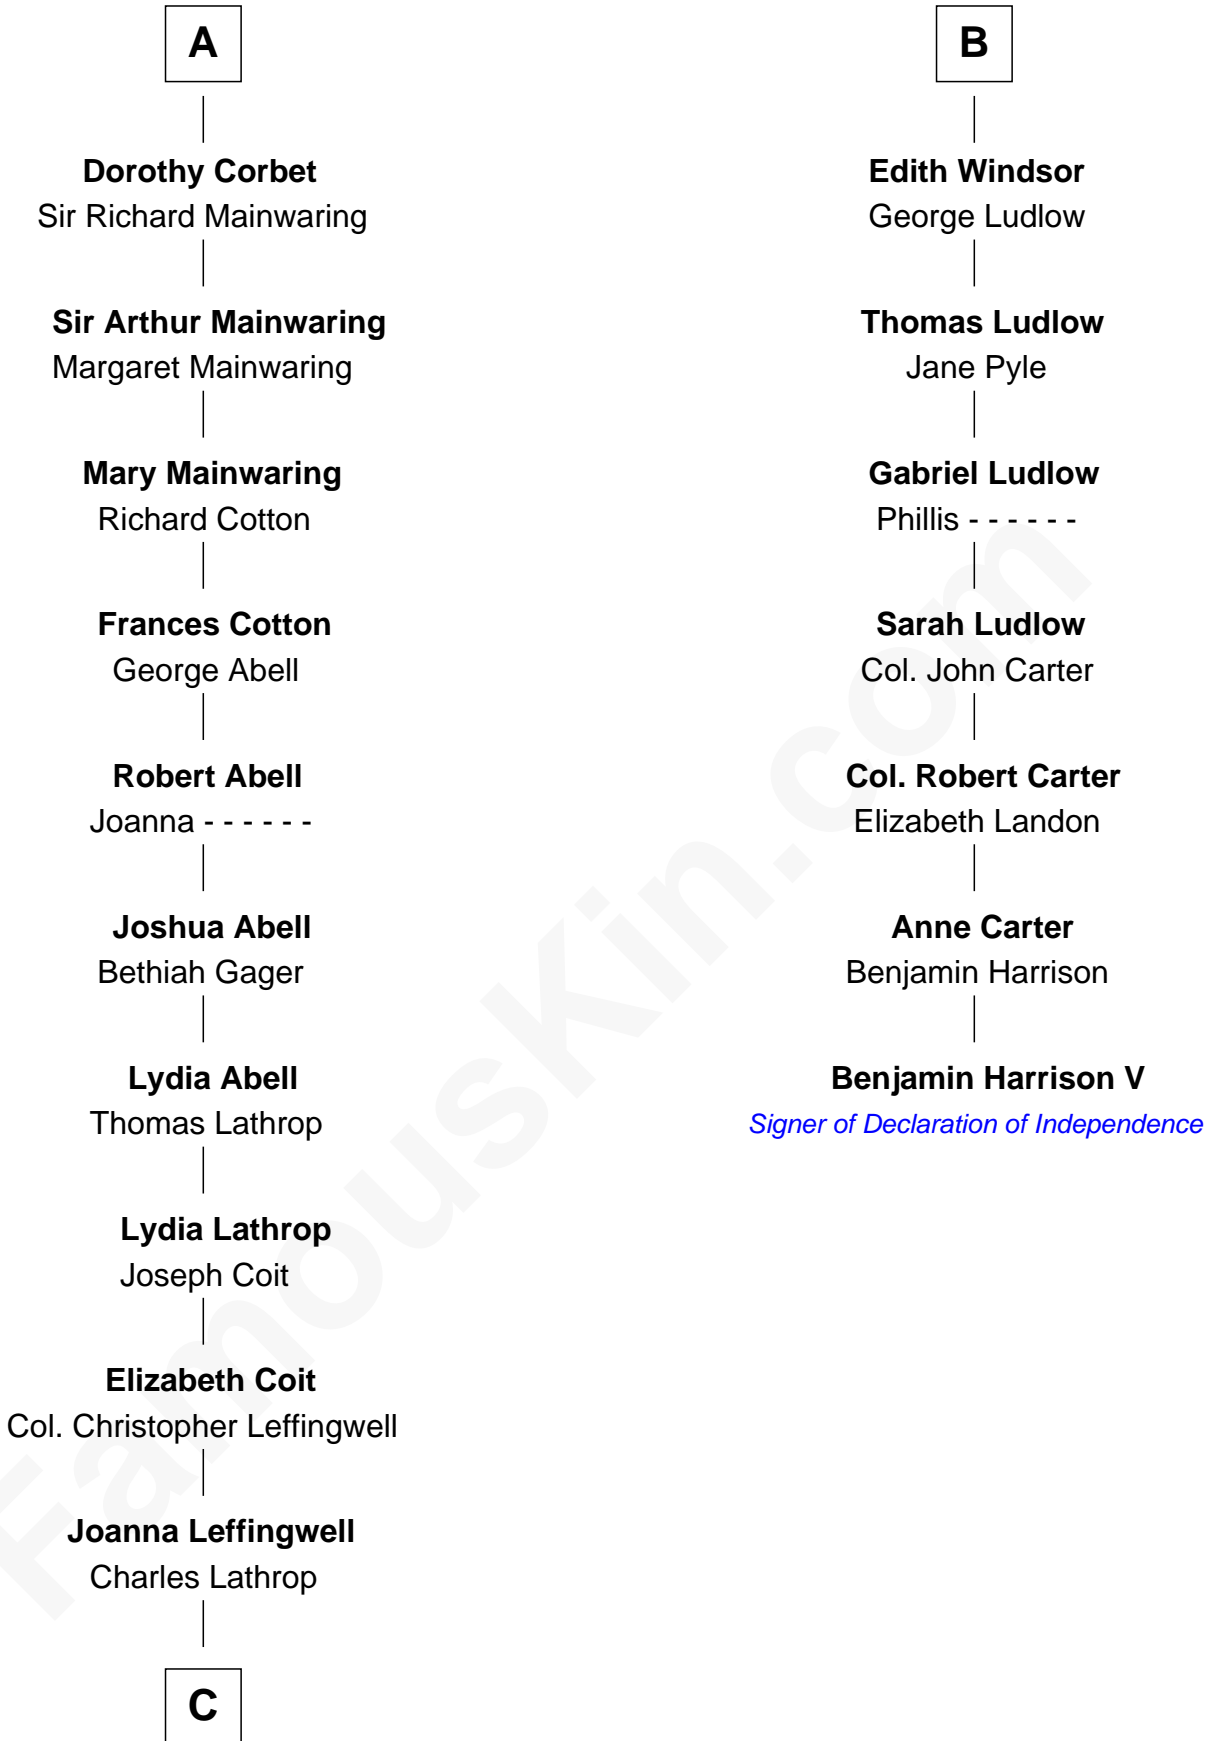 A
Dorothy Corbet
Sir Richard Mainwaring
Sir Arthur Mainwaring
Margaret Mainwaring
Mary Mainwaring
Richard Cotton
Frances Cotton
George Abell
Robert Abell
Joanna - - - - - -
Joshua Abell
Bethiah Gager
Lydia Abell
Thomas Lathrop
Lydia Lathrop
Joseph Coit
Elizabeth Coit
Col. Christopher Leffingwell
Joanna Leffingwell
Charles Lathrop
C
B
Edith Windsor
George Ludlow
Thomas Ludlow
Jane Pyle
Gabriel Ludlow
Phillis - - - - - -
Sarah Ludlow
Col. John Carter
Col. Robert Carter
Elizabeth Landon
Anne Carter
Benjamin Harrison
Benjamin Harrison V
Signer of Declaration of Independence
FamousKin.com